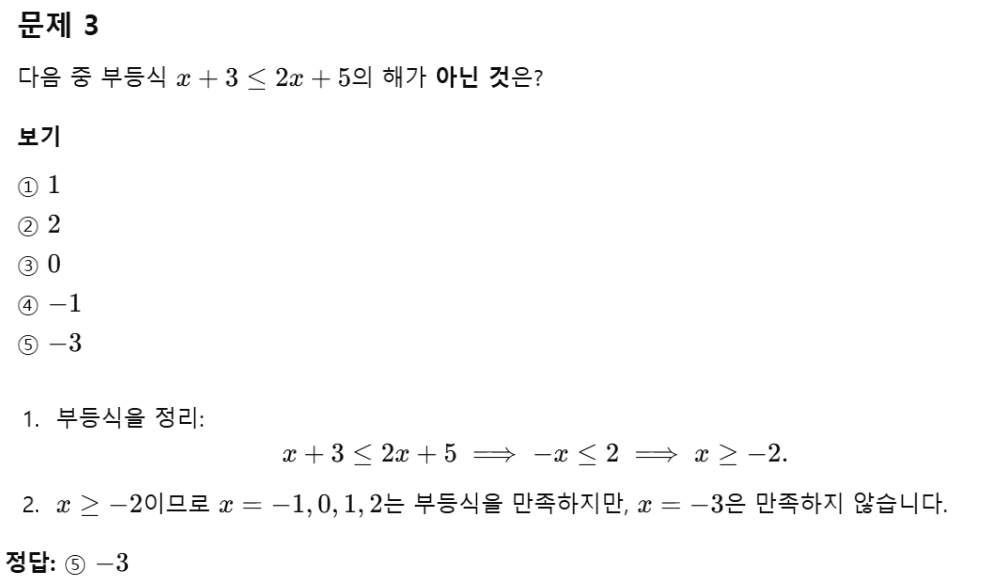 문제 3
다음 중 부등식 x + 3 ≤ 2x + 5의 해가 아닌 것은?
보기
① 1
② 2
③ 0
④ −1
⑤ −3
1. 부등식을 정리:
x + 3 ≤ 2x + 5 ⟹ −x ≤ 2 ⟹ x ≥ −2.
2. x ≥ −2이므로 x = −1, 0, 1, 2는 부등식을 만족하지만, x = −3은 만족하지 않습니다.
정답: ⑤ −3